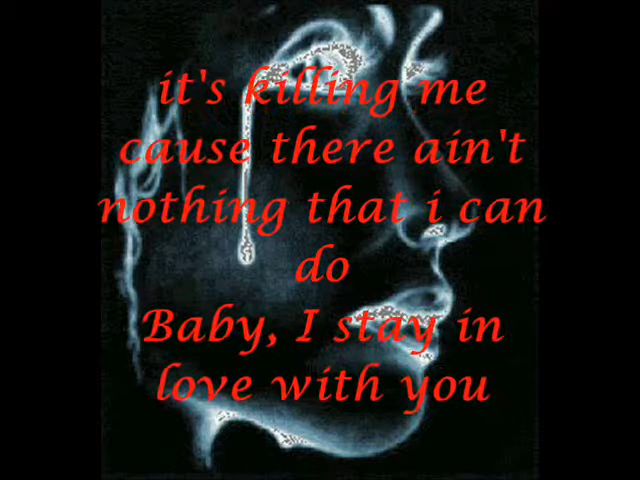 it's killing me
cause there ain't
nothing that i can
do
Baby, I stay in
love with you